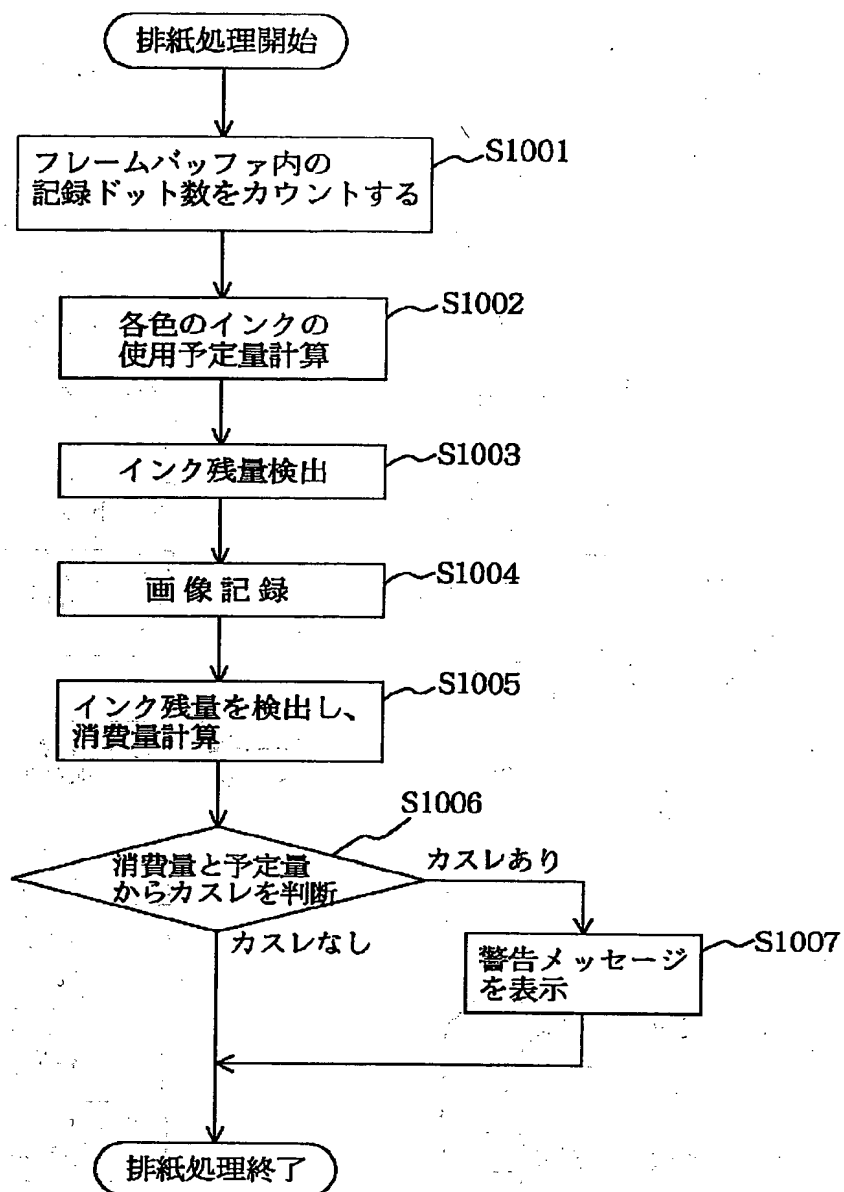 排紙処理開始
フレームバッファ内の
記録ドット数をカウントする
S1001
各色のインクの
使用予定量計算
S1002
インク残量検出
S1003
画像記録
S1004
インク残量を検出し、
消費量計算
S1005
S1006
消費量と予定量
からカスレを判断
カスレあり
カスレなし
警告メッセージ
を表示
S1007
排紙処理終了